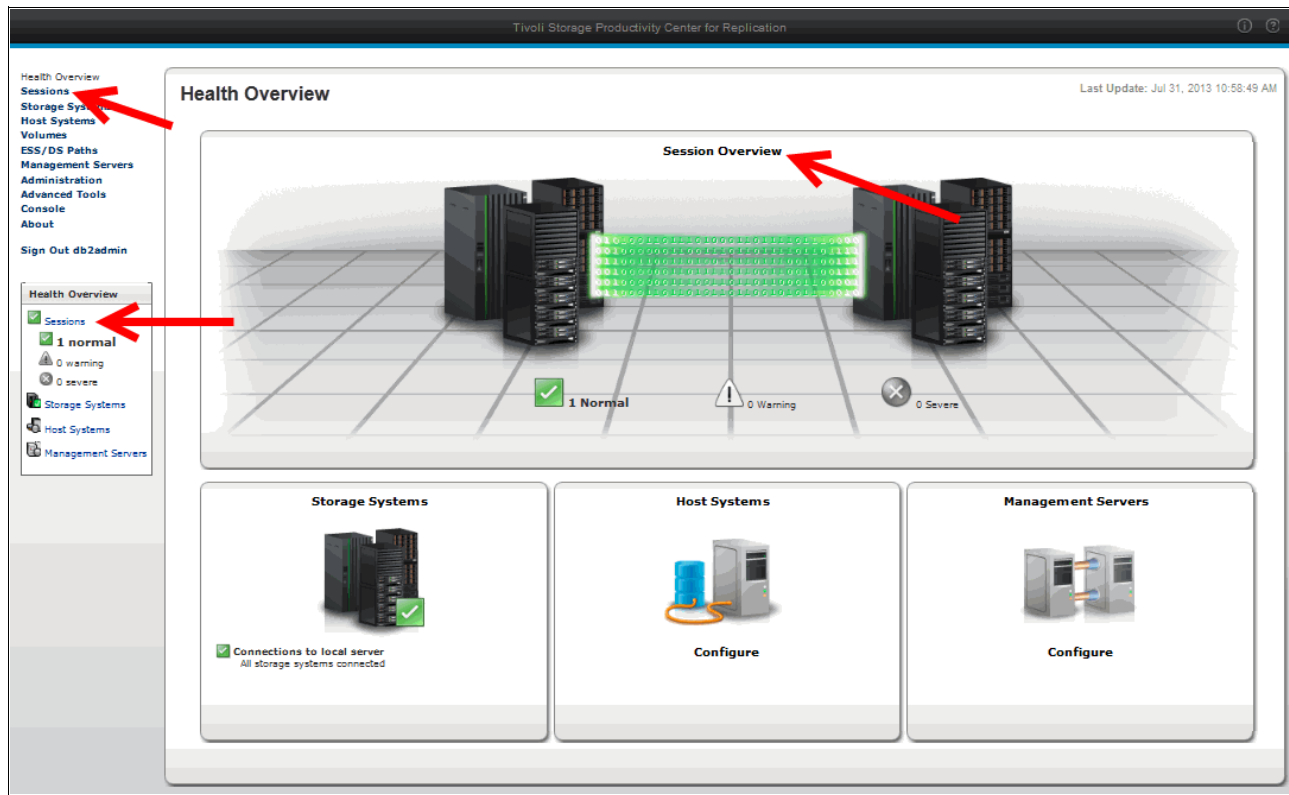 Tivoli Storage Productivity Center for Replication
Health Overview
Sessions
Storage Systems
Host Systems
Volumes
ESS/DS Paths
Management Servers
Administration
Advanced Tools
Console
About
Sign Out db2admin
Health Overview
Sessions
1 normal
0 warning
0 severe
Storage Systems
Host Systems
Management Servers
Health Overview
Last Update: Jul 31, 2013 10:58:49 AM
Session Overview
1 Normal
0 Warning
0 Severe
Storage Systems
Connections to local server
All storage systems connected
Host Systems
Configure
Management Servers
Configure